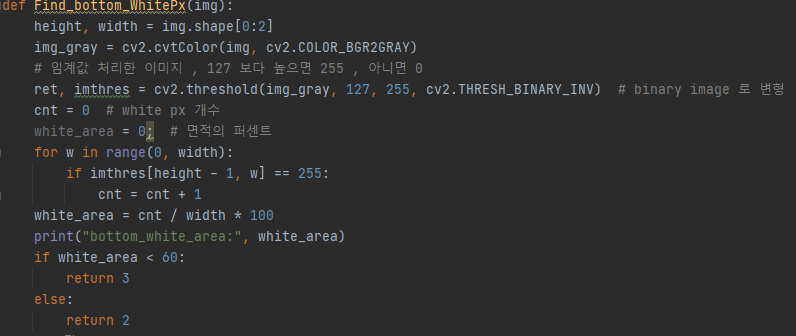 def Find_bottom_WhitePx(img):
    height, width = img.shape[0:2]
    img_gray = cv2.cvtColor(img, cv2.COLOR_BGR2GRAY)
    # 임계값 처리한 이미지 , 127 보다 높으면 255 , 아니면 0
    ret, imthres = cv2.threshold(img_gray, 127, 255, cv2.THRESH_BINARY_INV)  # binary image 로 변형
    cnt = 0  # white px 개수
    white_area = 0;  # 면적의 퍼센트
    for w in range(0, width):
        if imthres[height - 1, w] == 255:
            cnt = cnt + 1
    white_area = cnt / width * 100
    print("bottom_white_area:", white_area)
    if white_area < 60:
        return 3
    else:
        return 2